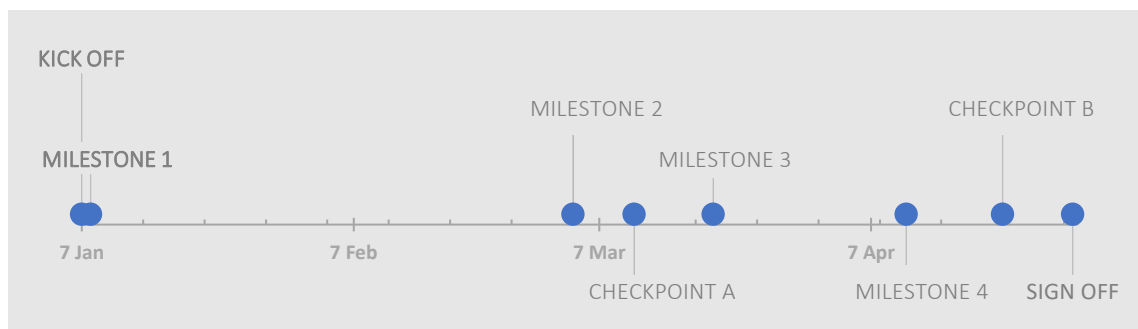 KICK OFF
MILESTONE 2
CHECKPOINT B
MILESTONE 1
MILESTONE 3
7 Jan
7 Feb
7 Mar
7 Apr
CHECKPOINT A
MILESTONE 4
SIGN OFF